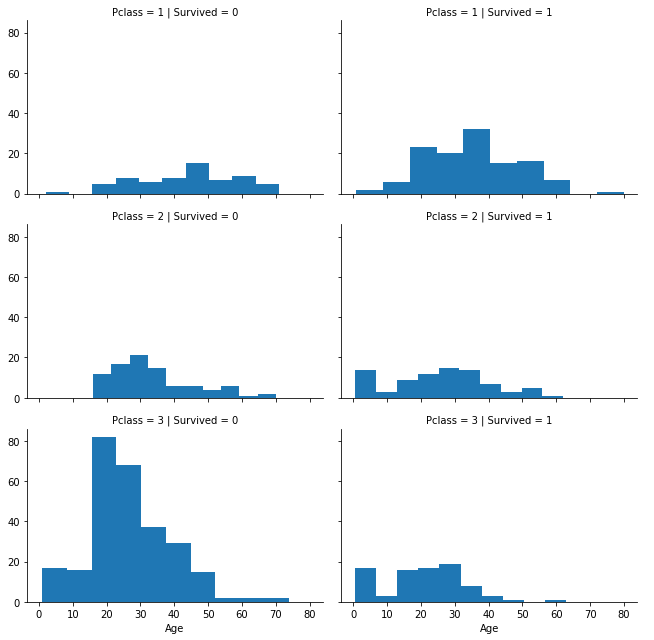 Pclass = 1 | Survived = 0
Pclass = 1 | Survived = 1
80
60
40
20
0
Pclass = 2 | Survived = 0
Pclass = 2 | Survived = 1
80
60
40
20
0
Pclass = 3 | Survived = 0
Pclass = 3 | Survived = 1
80
60
40
20
0
0 10 20 30 40 50 60 70 80
0 10 20 30 40 50 60 70 80
Age
Age